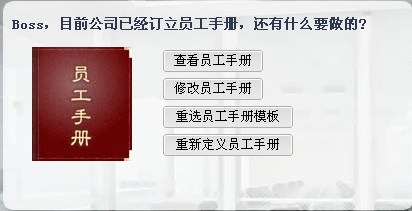 Boss，目前公司已经订立员工手册，还有什么要做的？
员工手册
查看员工手册
修改员工手册
重选员工手册模板
重新定义员工手册